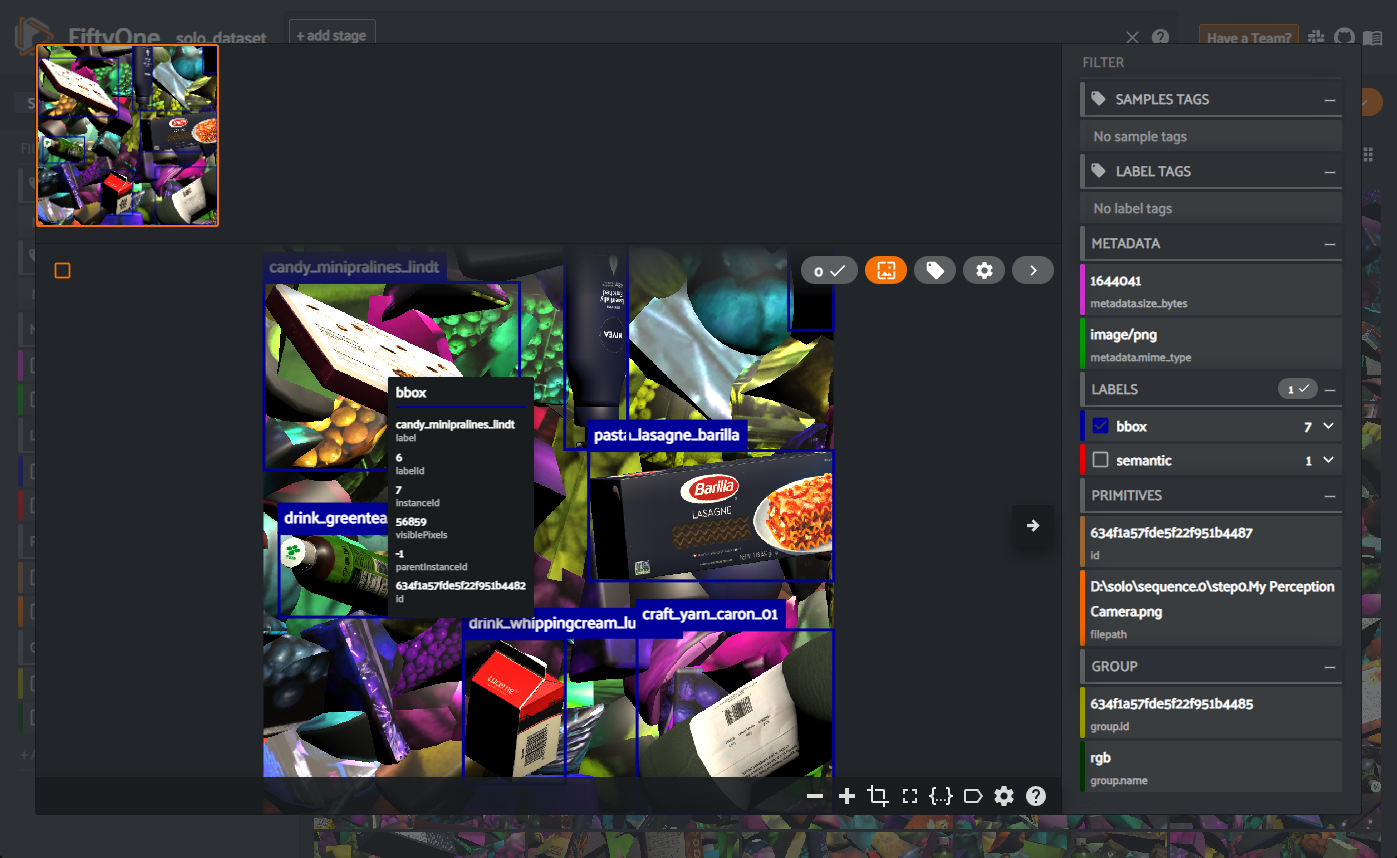 FiftyOne solo_dataset + add stage Have a Team?
FILTER
SAMPLES TAGS
No sample tags
LABEL TAGS
No label tags
METADATA
1644041
metadata.size_bytes
image/png
metadata.mime_type
LABELS 1
bbox 7
semantic 1
PRIMITIVES
634f1a57fde5f22f951b4487
id
D:\solo\sequence.0\step0.My Perception
Camera.png
filepath
GROUP
634f1a57fde5f22f951b4485
group.id
rgb
group.name
0
candy_minipralines_lindt
NIVEA
bbox
candy_minipralines_lindt
label
6
labelId
7
instanceId
56859
visiblePixels
-1
parentInstanceId
634f1a57fde5f22f951b4482
id
pasta_lasagne_barilla
Barilla
LASAGNE
drink_greentea
drink_whippingcream_lu
craft_yarn_caron_01
Lucerne
{...}